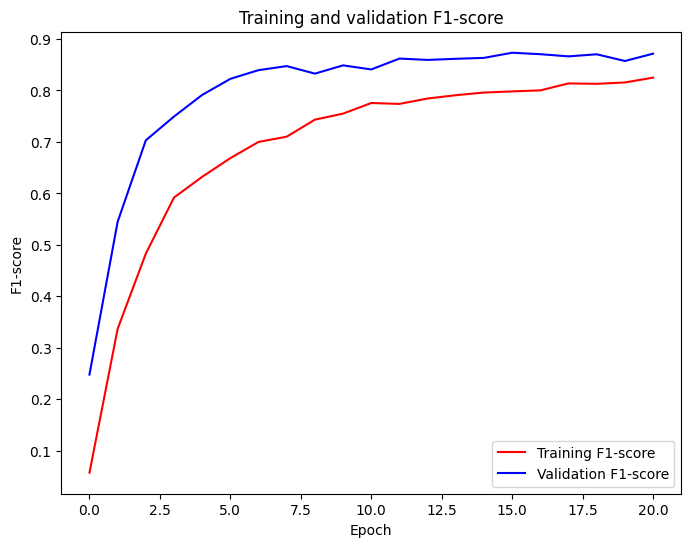 Training and validation F1-score
F1-score
0.9
0.8
0.7
0.6
0.5
0.4
0.3
0.2
0.1
Training F1-score
Validation F1-score
0.0 2.5 5.0 7.5 10.0 12.5 15.0 17.5 20.0
Epoch